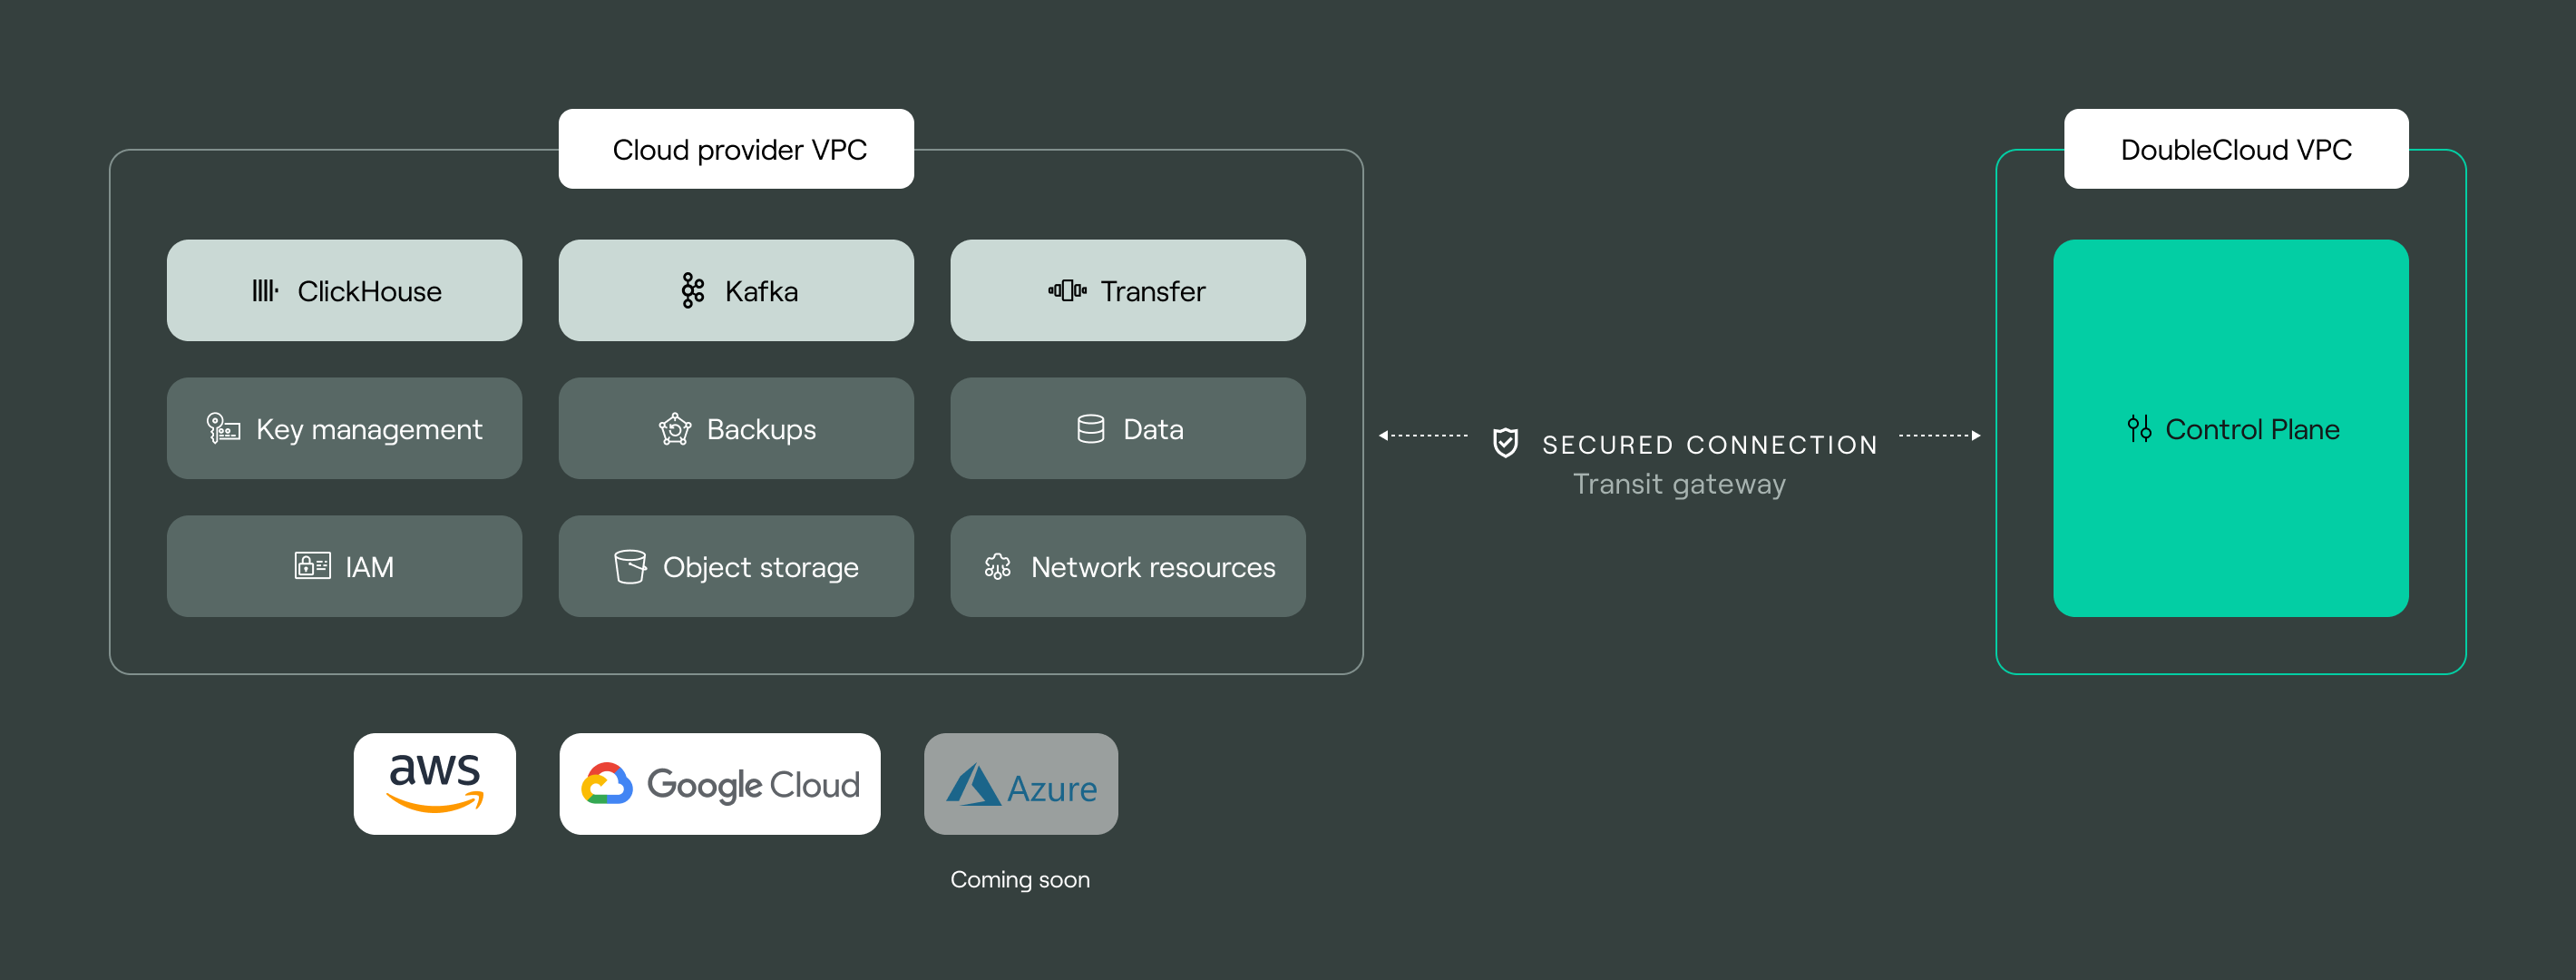 Cloud provider VPC
DoubleCloud VPC
ClickHouse
Kafka
Transfer
Key management
Backups
Data
SECURED CONNECTION
Transit gateway
Control Plane
IAM
Object storage
Network resources
aws
Google Cloud
Azure
Coming soon